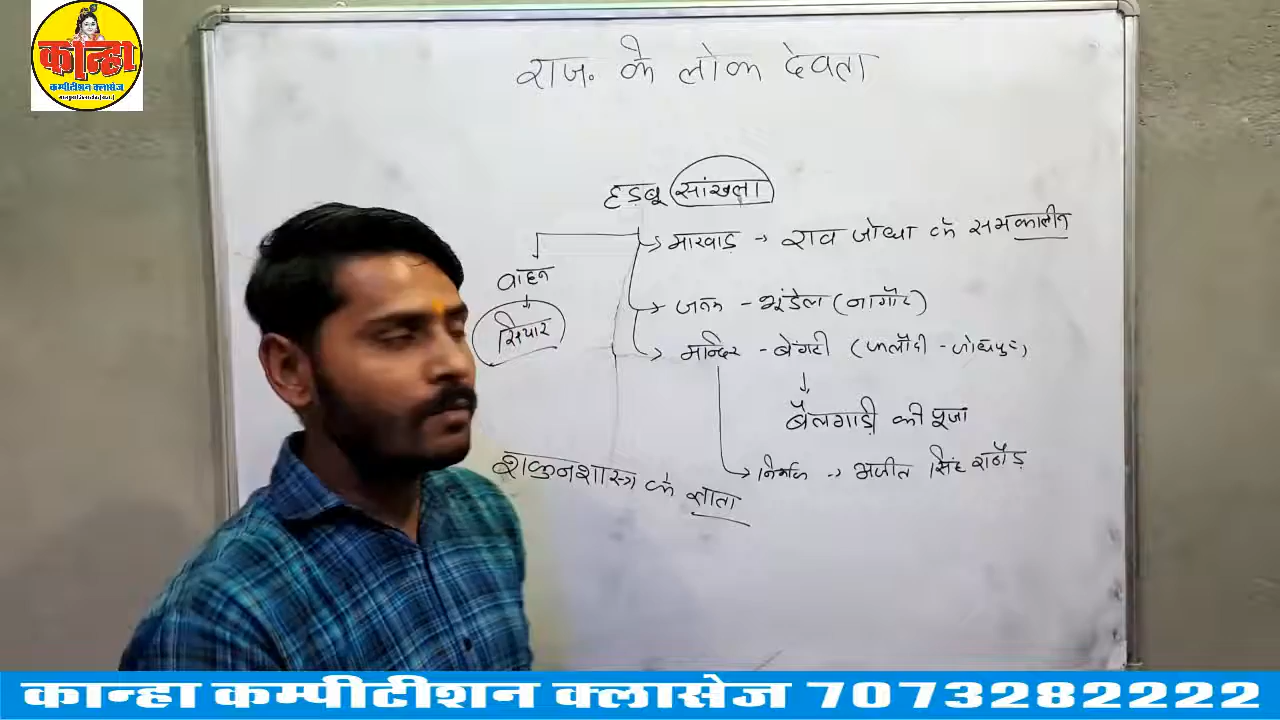 कान्हा
कम्पीटीशन क्लासेज
राज. के लोक देवता
हड़बू सांखला
मारवाड़ → राव जोधा के समकालीन
वाहन
सियार
जन्म - भूंडेल (नागौर)
मन्दिर - बेंगटी (फलौदी - जोधपुर)
बैलगाड़ी की पूजा
निर्माता → अजीत सिंह राठौड़
शकुनशास्त्र के ज्ञाता
कान्हा कम्पीटीशन क्लासेज 7073282222